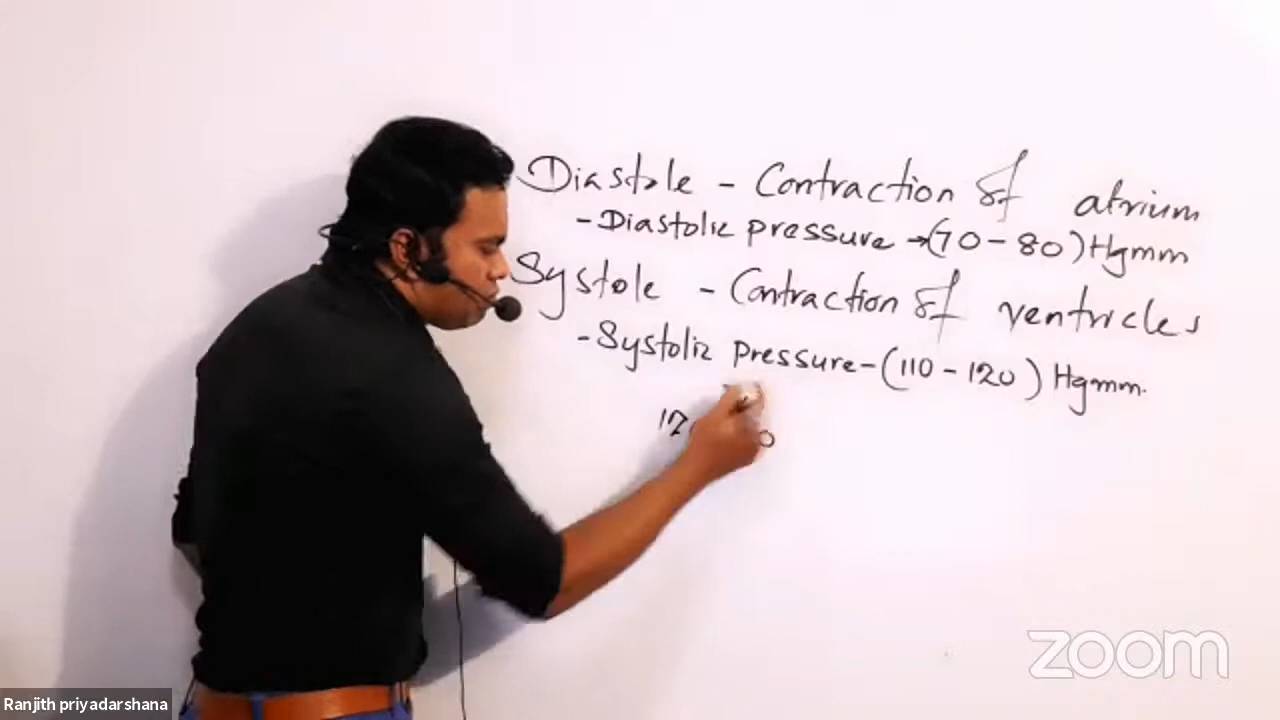 Diastole - Contraction of atrium
- Diastolic pressure → (70 - 80) Hgmm
Systole - Contraction of ventricles
- Systolic pressure - (110 - 120) Hgmm.
zoom
Ranjith priyadarshana